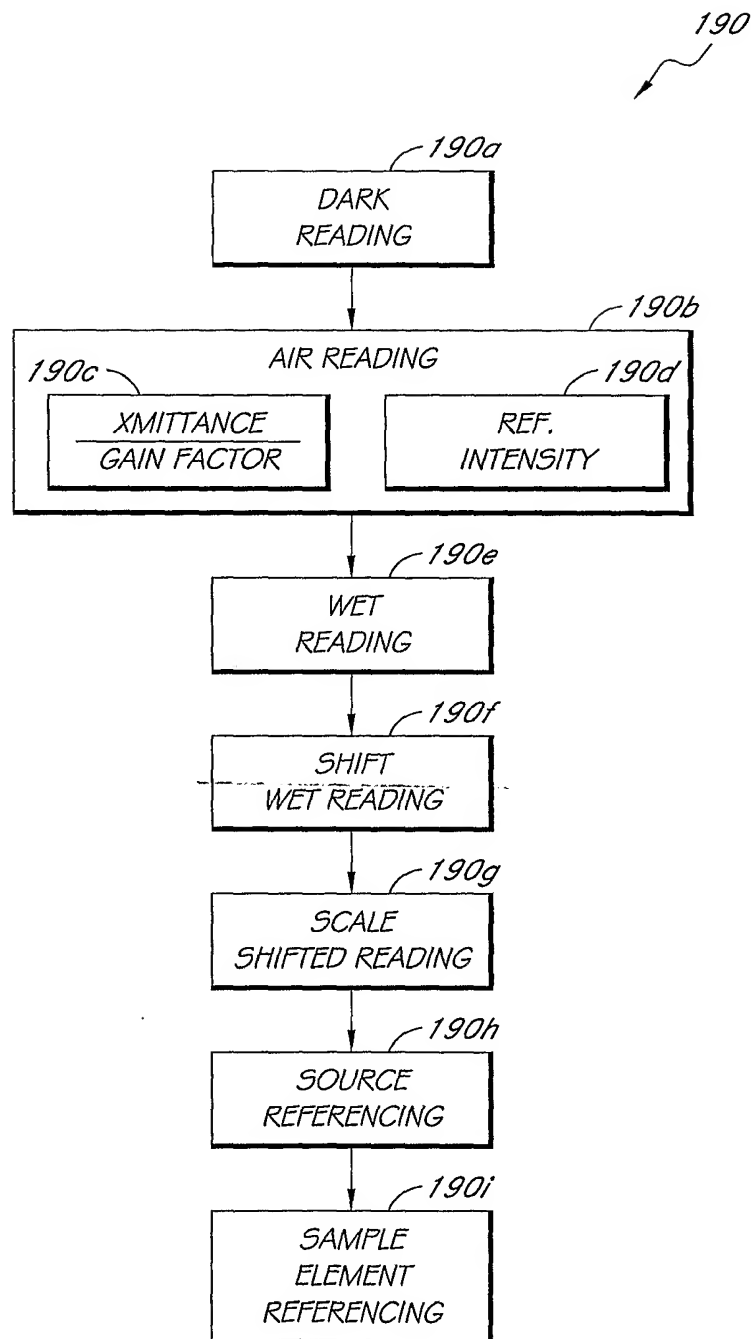 190
190a
DARK
READING
190b
AIR READING
190c
XMITTANCE
GAIN FACTOR
190d
REF.
INTENSITY
190e
WET
READING
190f
SHIFT
WET READING
190g
SCALE
SHIFTED READING
190h
SOURCE
REFERENCING
190i
SAMPLE
ELEMENT
REFERENCING